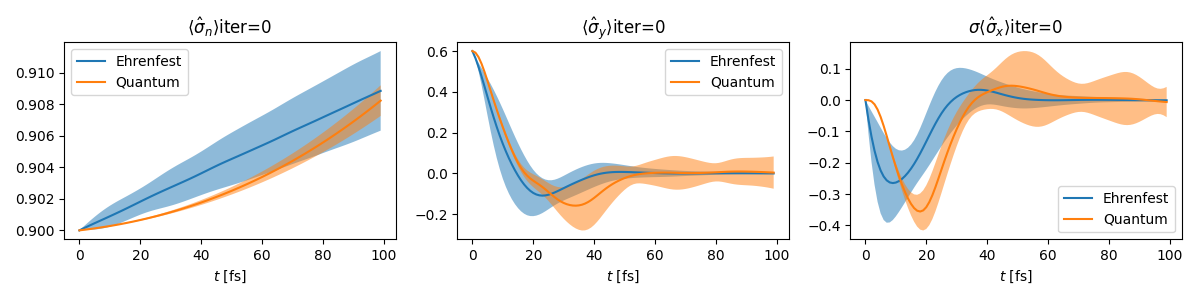 ⟨σ̂ₙ⟩iter=0
0.910
0.908
0.906
0.904
0.902
0.900
Ehrenfest
Quantum
0 20 40 60 80 100
t [fs]
⟨σ̂ᵧ⟩iter=0
0.6
0.4
0.2
0.0
−0.2
Ehrenfest
Quantum
0 20 40 60 80 100
t [fs]
σ⟨σ̂ₓ⟩iter=0
0.1
0.0
−0.1
−0.2
−0.3
−0.4
Ehrenfest
Quantum
0 20 40 60 80 100
t [fs]